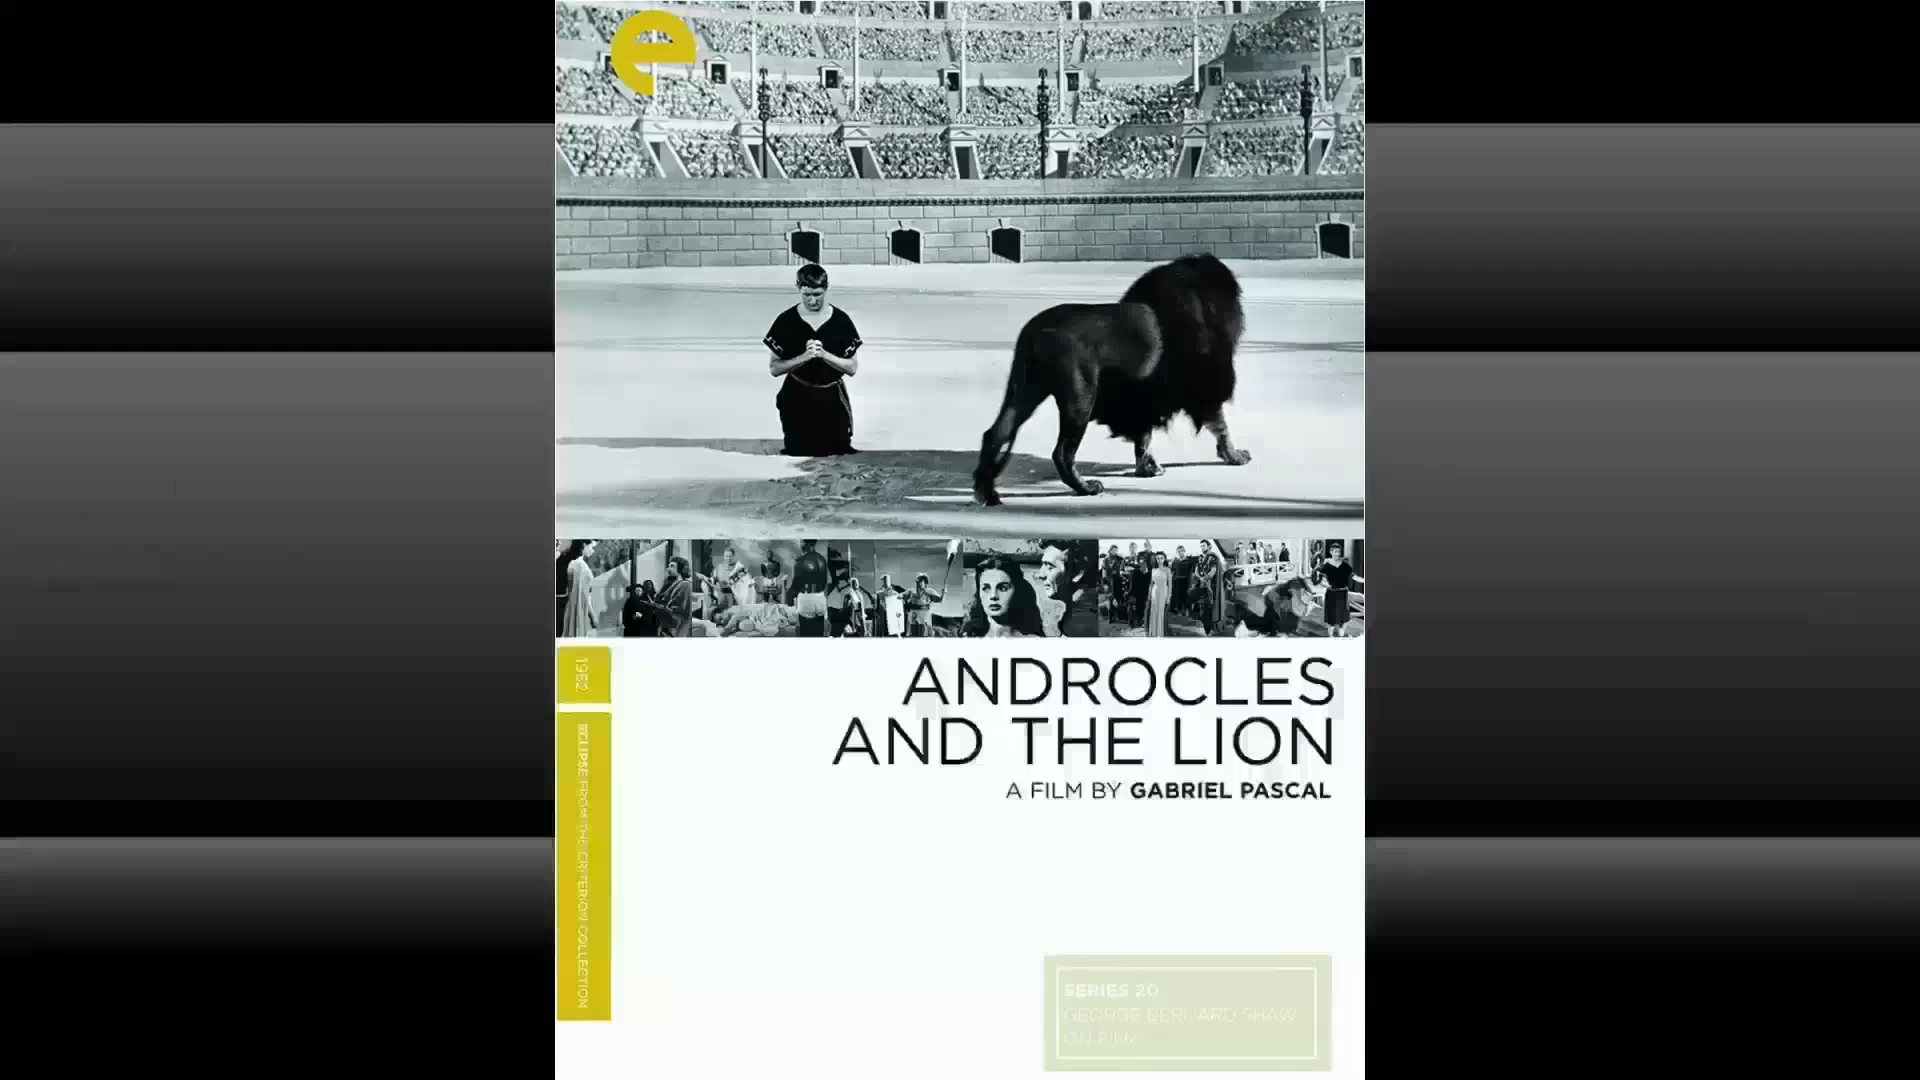 e
1952
ECLIPSE FROM THE CRITERION COLLECTION
ANDROCLES
AND THE LION
A FILM BY GABRIEL PASCAL
SERIES 20
GEORGE BERNARD SHAW
ON FILM